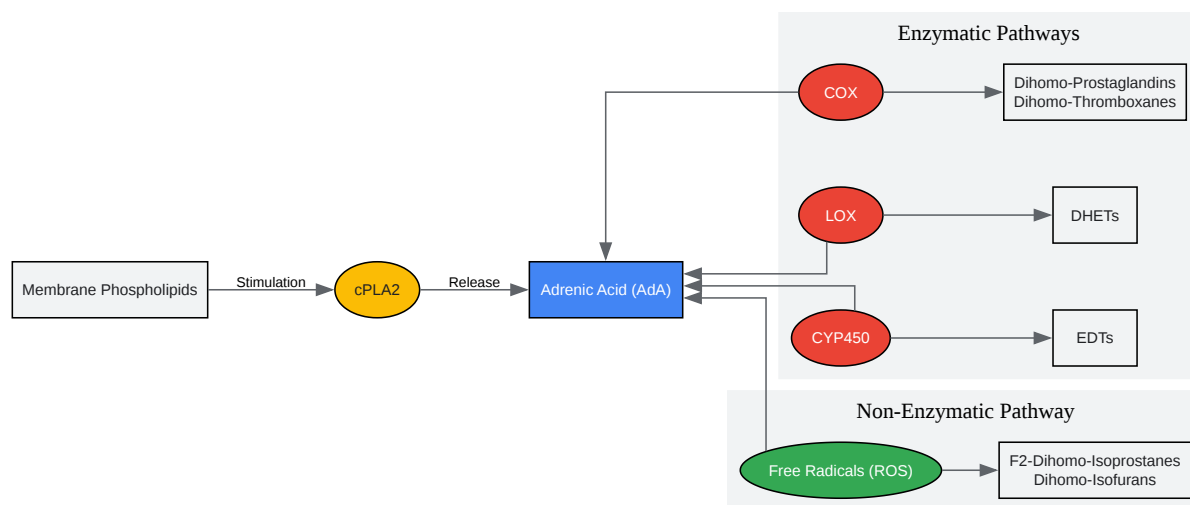 Enzymatic Pathways
COX
Dihomo-Prostaglandins
Dihomo-Thromboxanes
LOX
DHETs
Membrane Phospholipids
Stimulation
cPLA2
Release
Adrenic Acid (AdA)
CYP450
EDTs
Non-Enzymatic Pathway
Free Radicals (ROS)
F2-Dihomo-Isoprostanes
Dihomo-Isofurans